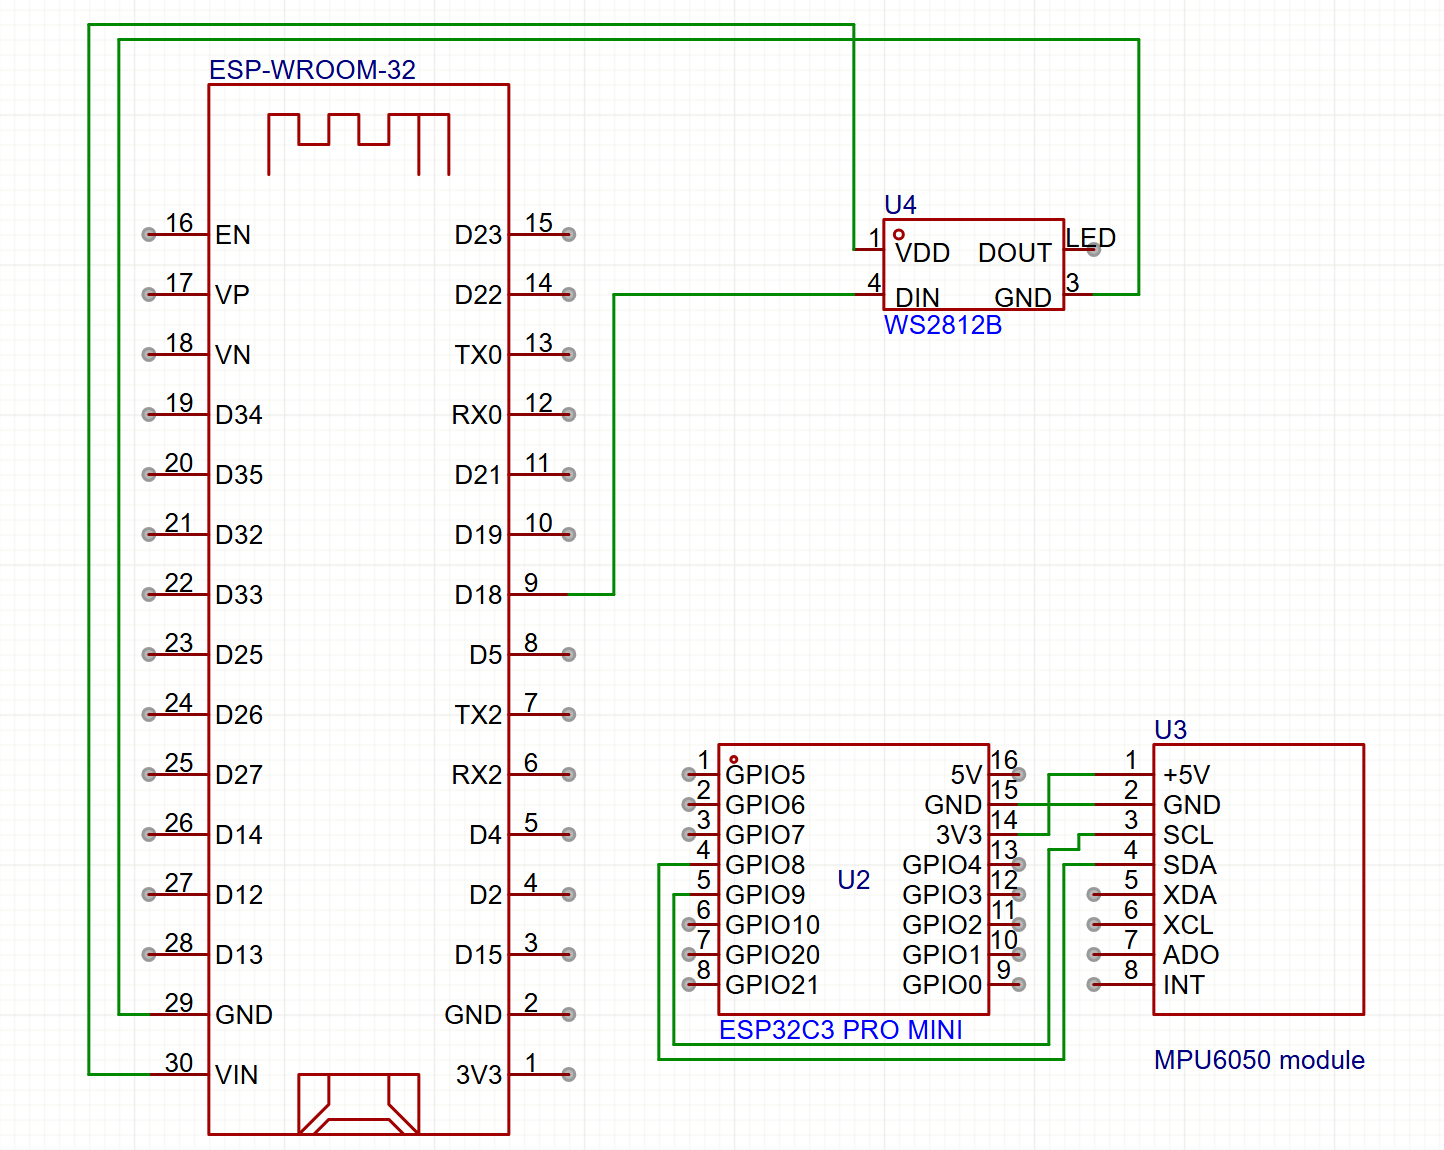 ESP-WROOM-32
16 EN D23 15
17 VP D22 14
18 VN TX0 13
19 D34 RX0 12
20 D35 D21 11
21 D32 D19 10
22 D33 D18 9
23 D25 D5 8
24 D26 TX2 7
25 D27 RX2 6
26 D14 D4 5
27 D12 D2 4
28 D13 D15 3
29 GND GND 2
30 VIN 3V3 1
U4
1 VDD DOUT LED
4 DIN GND 3
WS2812B
1 GPIO5 5V 16
2 GPIO6 GND 15
3 GPIO7 3V3 14
4 GPIO8 GPIO4 13
U2
5 GPIO9 GPIO3 12
6 GPIO10 GPIO2 11
7 GPIO20 GPIO1 10
8 GPIO21 GPIO0 9
ESP32C3 PRO MINI
U3
1 +5V
2 GND
3 SCL
4 SDA
5 XDA
6 XCL
7 ADO
8 INT
MPU6050 module